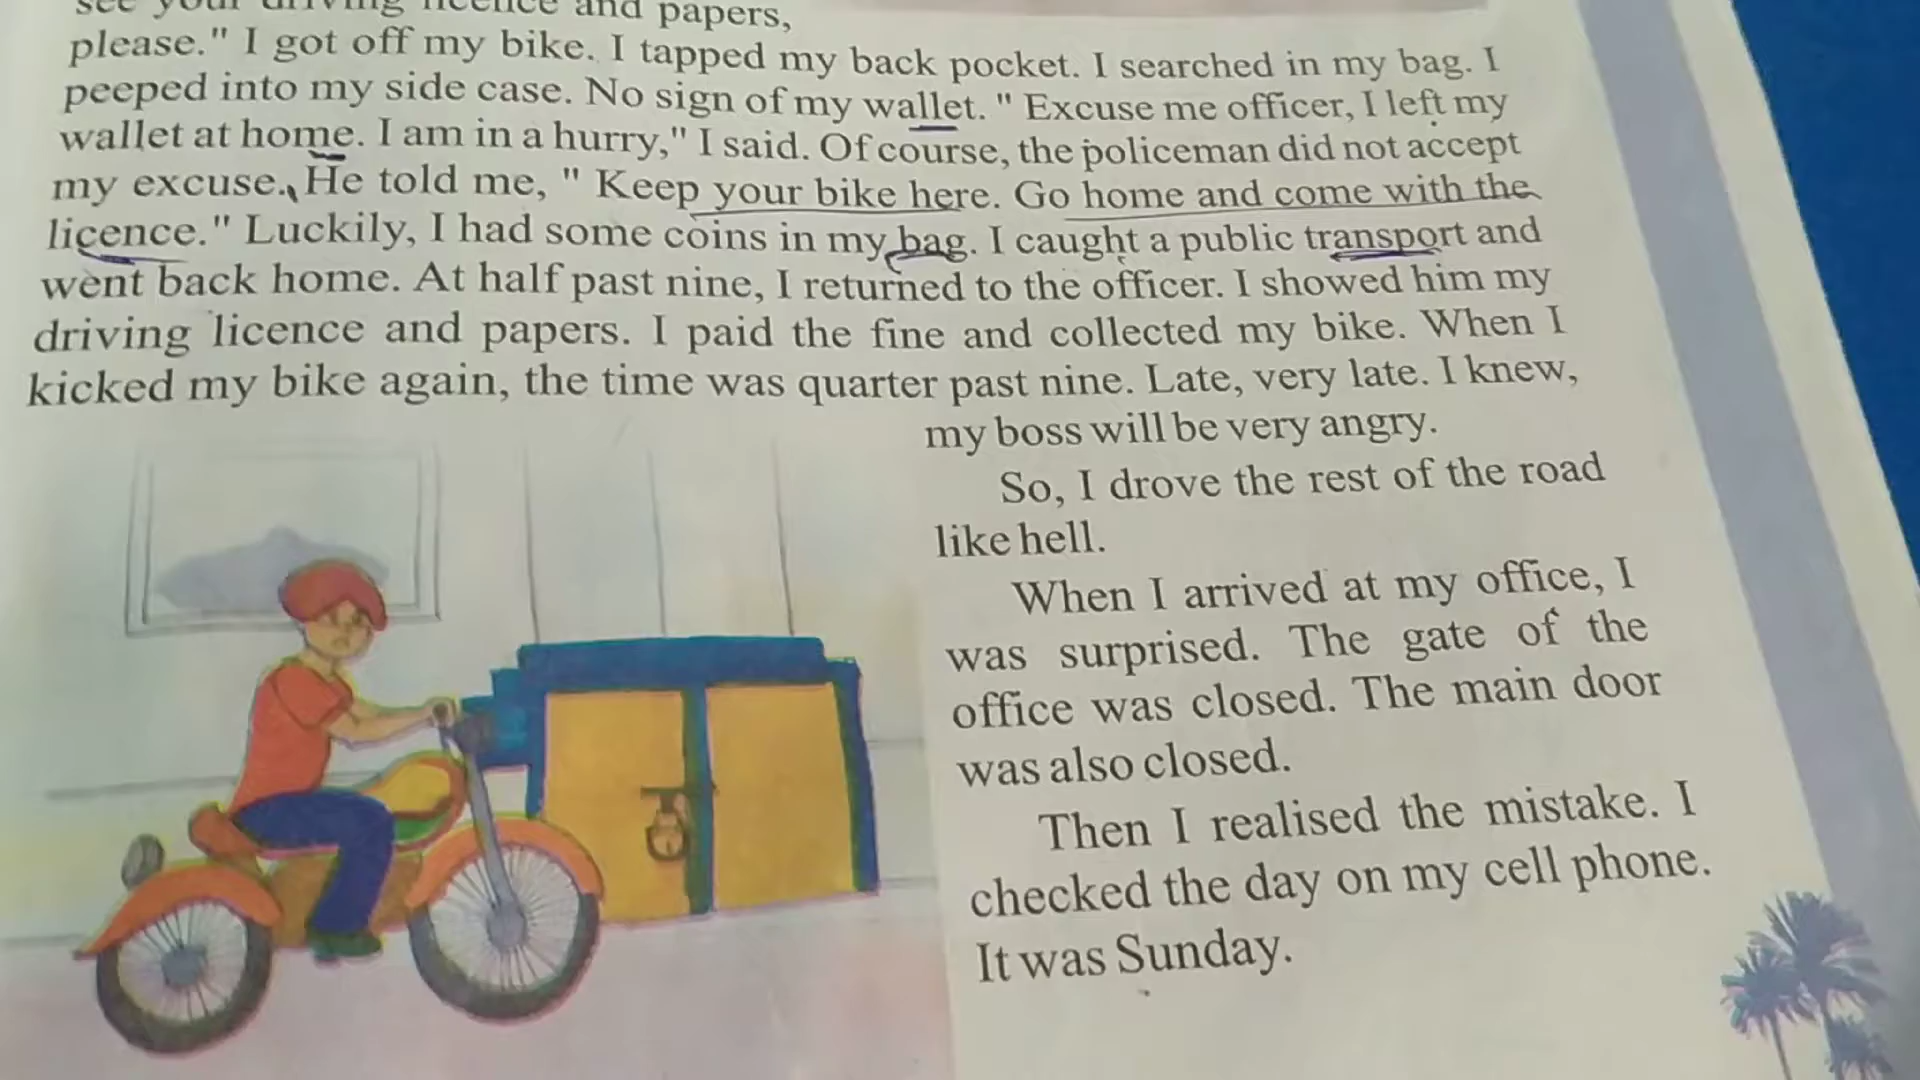 see your driving licence and papers,
please." I got off my bike. I tapped my back pocket. I searched in my bag. I
peeped into my side case. No sign of my wallet. " Excuse me officer, I left my
wallet at home. I am in a hurry," I said. Of course, the policeman did not accept
my excuse. He told me, " Keep your bike here. Go home and come with the
licence." Luckily, I had some coins in my bag. I caught a public transport and
went back home. At half past nine, I returned to the officer. I showed him my
driving licence and papers. I paid the fine and collected my bike. When I
kicked my bike again, the time was quarter past nine. Late, very late. I knew,
my boss will be very angry.
So, I drove the rest of the road
like hell.
When I arrived at my office, I
was surprised. The gate of the
office was closed. The main door
was also closed.
Then I realised the mistake. I
checked the day on my cell phone.
It was Sunday.